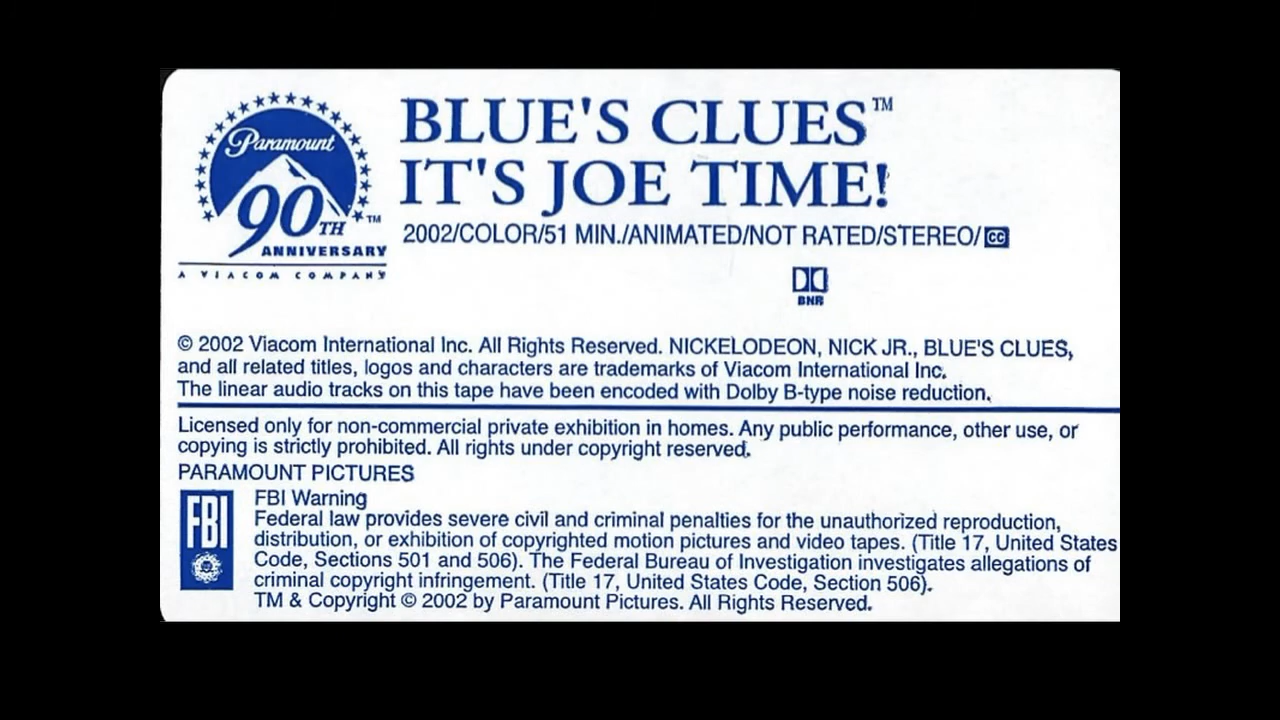 Paramount
90TH
ANNIVERSARY
TM
A VIACOM COMPANY
BLUE'S CLUES™
IT'S JOE TIME!
2002/COLOR/51 MIN./ANIMATED/NOT RATED/STEREO/ CC
BNR
© 2002 Viacom International Inc. All Rights Reserved. NICKELODEON, NICK JR., BLUE'S CLUES,
and all related titles, logos and characters are trademarks of Viacom International Inc.
The linear audio tracks on this tape have been encoded with Dolby B-type noise reduction.
Licensed only for non-commercial private exhibition in homes. Any public performance, other use, or
copying is strictly prohibited. All rights under copyright reserved.
PARAMOUNT PICTURES
FBI
FBI Warning
Federal law provides severe civil and criminal penalties for the unauthorized reproduction,
distribution, or exhibition of copyrighted motion pictures and video tapes. (Title 17, United States
Code, Sections 501 and 506). The Federal Bureau of Investigation investigates allegations of
criminal copyright infringement. (Title 17, United States Code, Section 506).
TM & Copyright © 2002 by Paramount Pictures. All Rights Reserved.